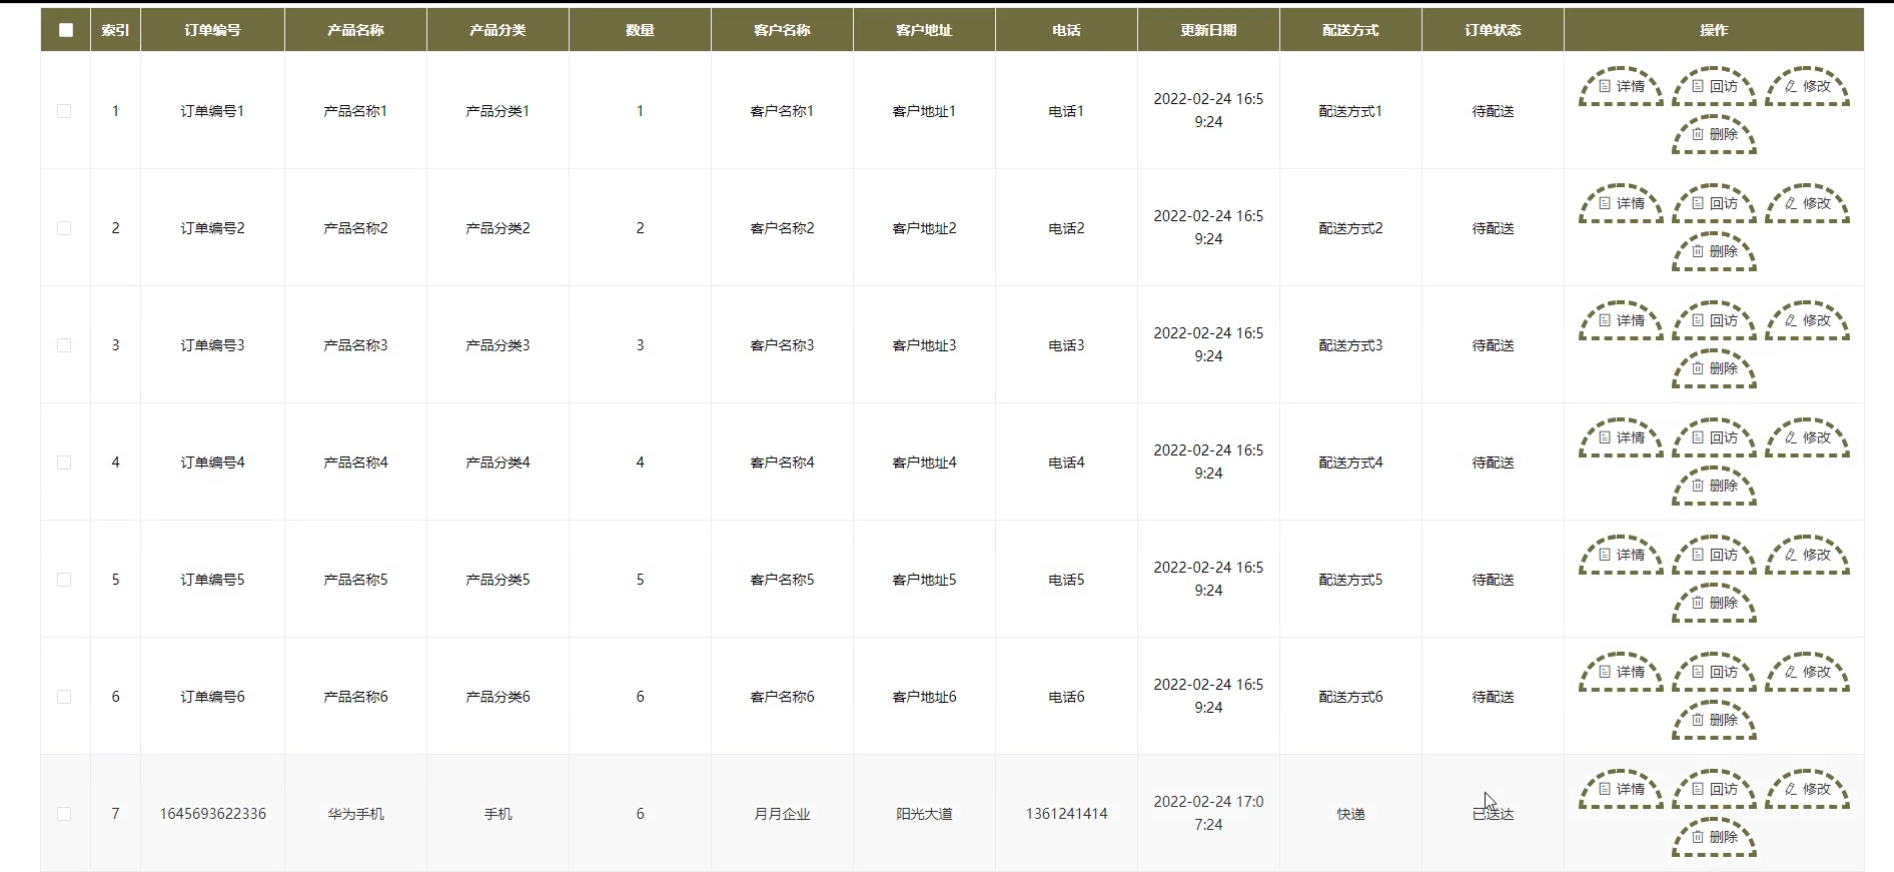 索引 订单编号 产品名称 产品分类 数量 客户名称 客户地址 电话 更新日期 配送方式 订单状态 操作
1 订单编号1 产品名称1 产品分类1 1 客户名称1 客户地址1 电话1 2022-02-24 16:5 配送方式1 待配送 详情 回访 修改
9:24 删除
2 订单编号2 产品名称2 产品分类2 2 客户名称2 客户地址2 电话2 2022-02-24 16:5 配送方式2 待配送 详情 回访 修改
9:24 删除
3 订单编号3 产品名称3 产品分类3 3 客户名称3 客户地址3 电话3 2022-02-24 16:5 配送方式3 待配送 详情 回访 修改
9:24 删除
4 订单编号4 产品名称4 产品分类4 4 客户名称4 客户地址4 电话4 2022-02-24 16:5 配送方式4 待配送 详情 回访 修改
9:24 删除
5 订单编号5 产品名称5 产品分类5 5 客户名称5 客户地址5 电话5 2022-02-24 16:5 配送方式5 待配送 详情 回访 修改
9:24 删除
6 订单编号6 产品名称6 产品分类6 6 客户名称6 客户地址6 电话6 2022-02-24 16:5 配送方式6 待配送 详情 回访 修改
9:24 删除
7 1645693622336 华为手机 手机 6 月月企业 阳光大道 1361241414 2022-02-24 17:0 快递 已送达 详情 回访 修改
7:24 删除